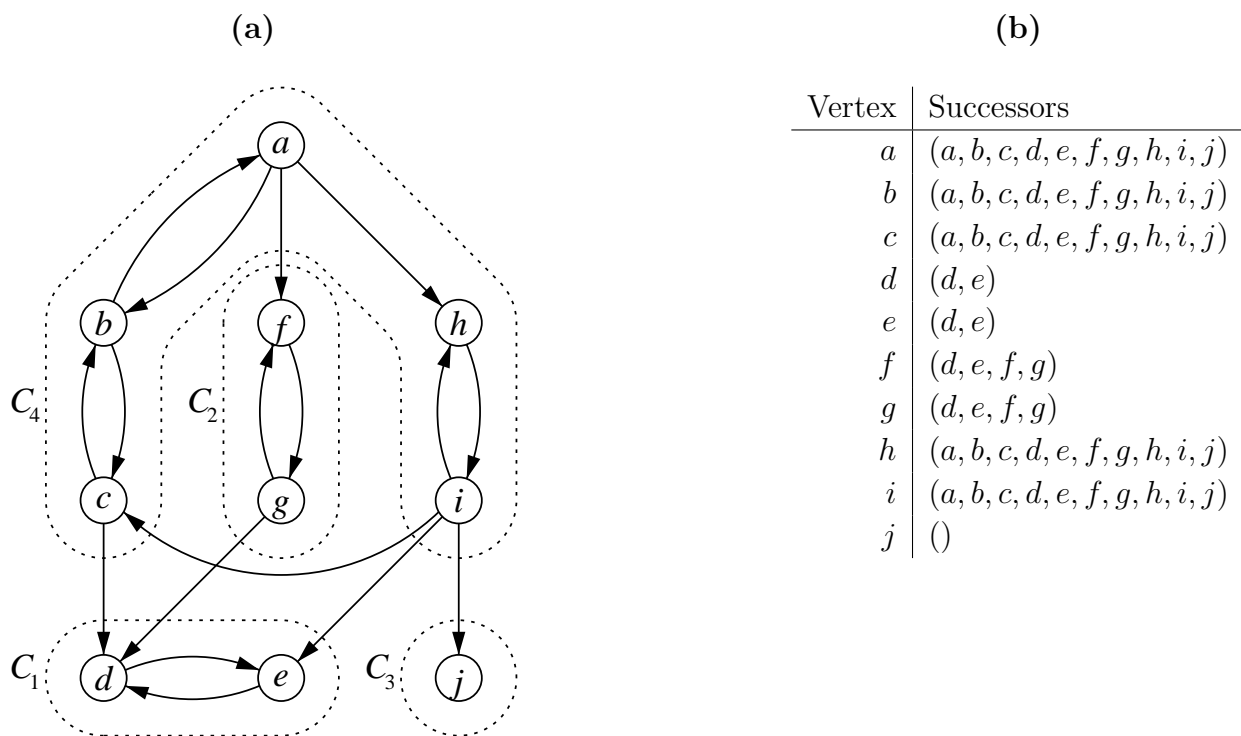 (a)
(b)
a
b
f
h
C4
C2
c
g
i
C1
d
e
C3
j
Vertex Successors
a (a, b, c, d, e, f, g, h, i, j)
b (a, b, c, d, e, f, g, h, i, j)
c (a, b, c, d, e, f, g, h, i, j)
d (d, e)
e (d, e)
f (d, e, f, g)
g (d, e, f, g)
h (a, b, c, d, e, f, g, h, i, j)
i (a, b, c, d, e, f, g, h, i, j)
j ()